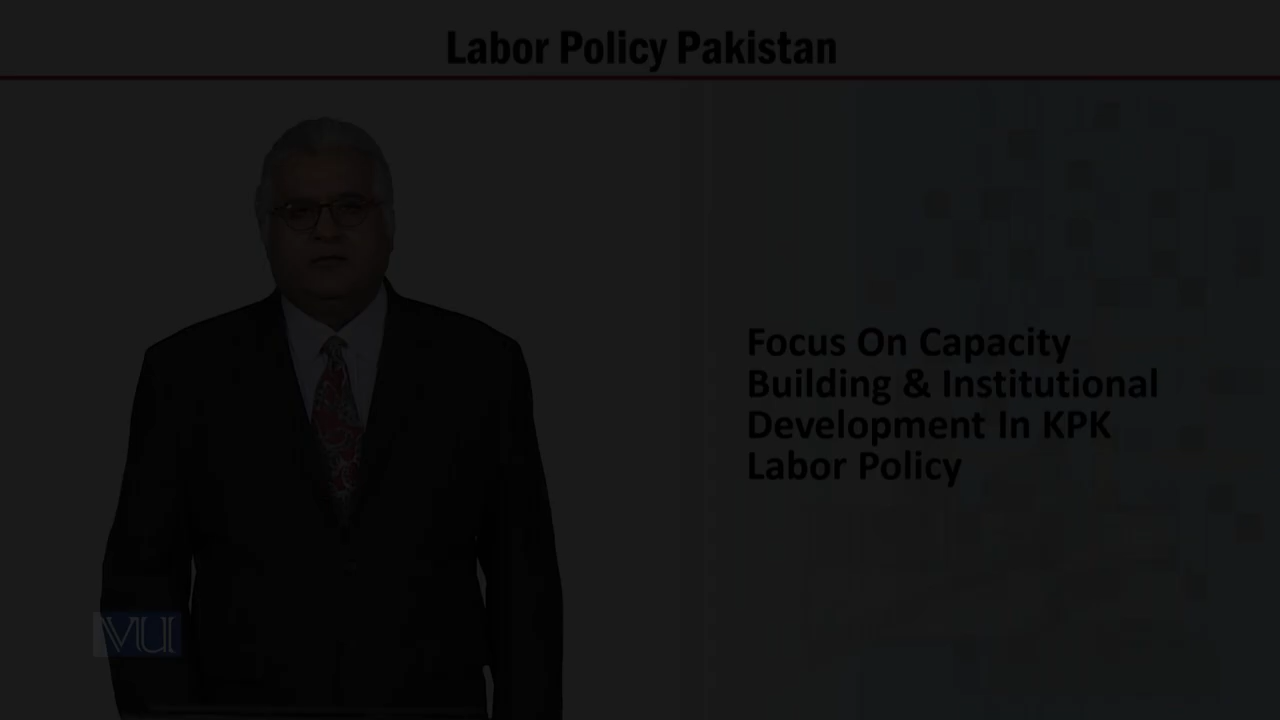 Labor Policy Pakistan
Focus On Capacity
Building & Institutional
Development In KPK
Labor Policy
VU